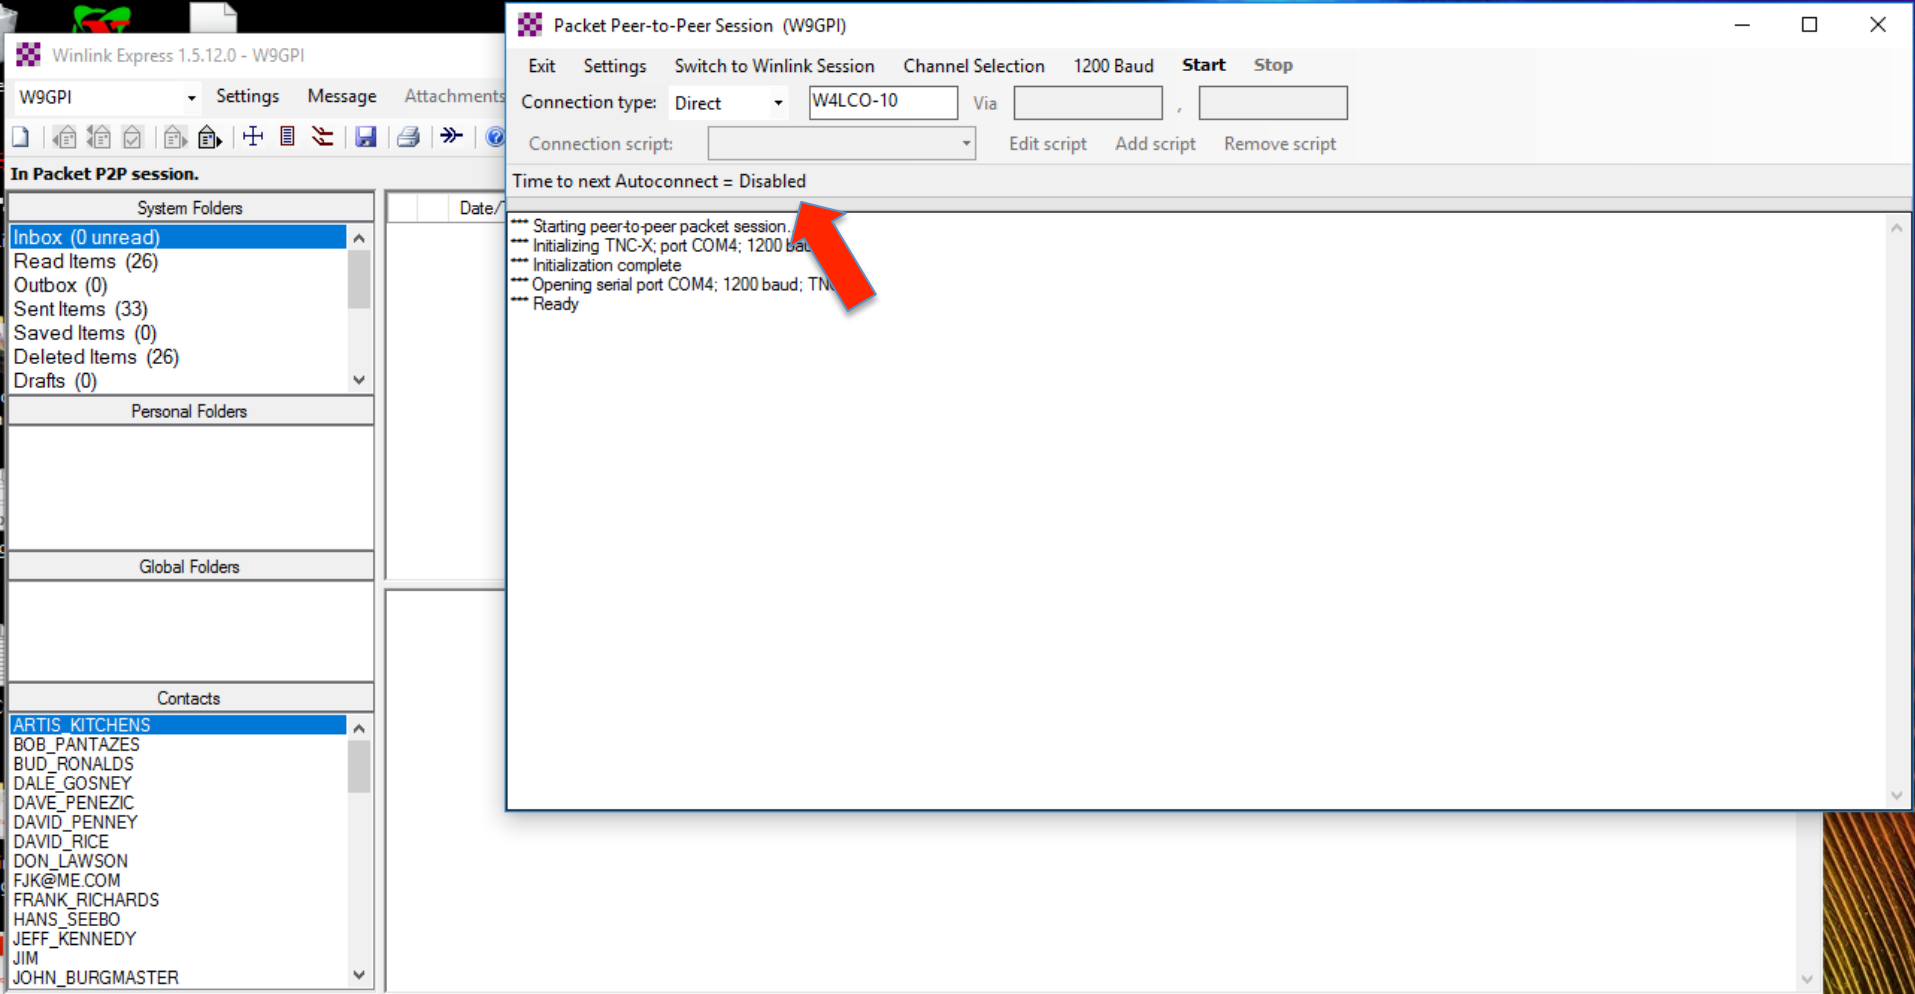 Winlink Express 1.5.12.0 - W9GPI
W9GPI Settings Message Attachments
In Packet P2P session.
System Folders
Inbox (0 unread)
Read Items (26)
Outbox (0)
Sent Items (33)
Saved Items (0)
Deleted Items (26)
Drafts (0)
Personal Folders
Global Folders
Contacts
ARTIS_KITCHENS
BOB_PANTAZES
BUD_RONALDS
DALE_GOSNEY
DAVE_PENEZIC
DAVID_PENNEY
DAVID_RICE
DON_LAWSON
FJK@ME.COM
FRANK_RICHARDS
HANS_SEEBO
JEFF_KENNEDY
JIM
JOHN_BURGMASTER
Date/
Packet Peer-to-Peer Session (W9GPI)
Exit Settings Switch to Winlink Session Channel Selection 1200 Baud Start Stop
Connection type: Direct W4LCO-10 Via ,
Connection script: Edit script Add script Remove script
Time to next Autoconnect = Disabled
*** Starting peer-to-peer packet session.
*** Initializing TNC-X; port COM4; 1200
*** Initialization complete
*** Opening serial port COM4; 1200 baud;
*** Ready